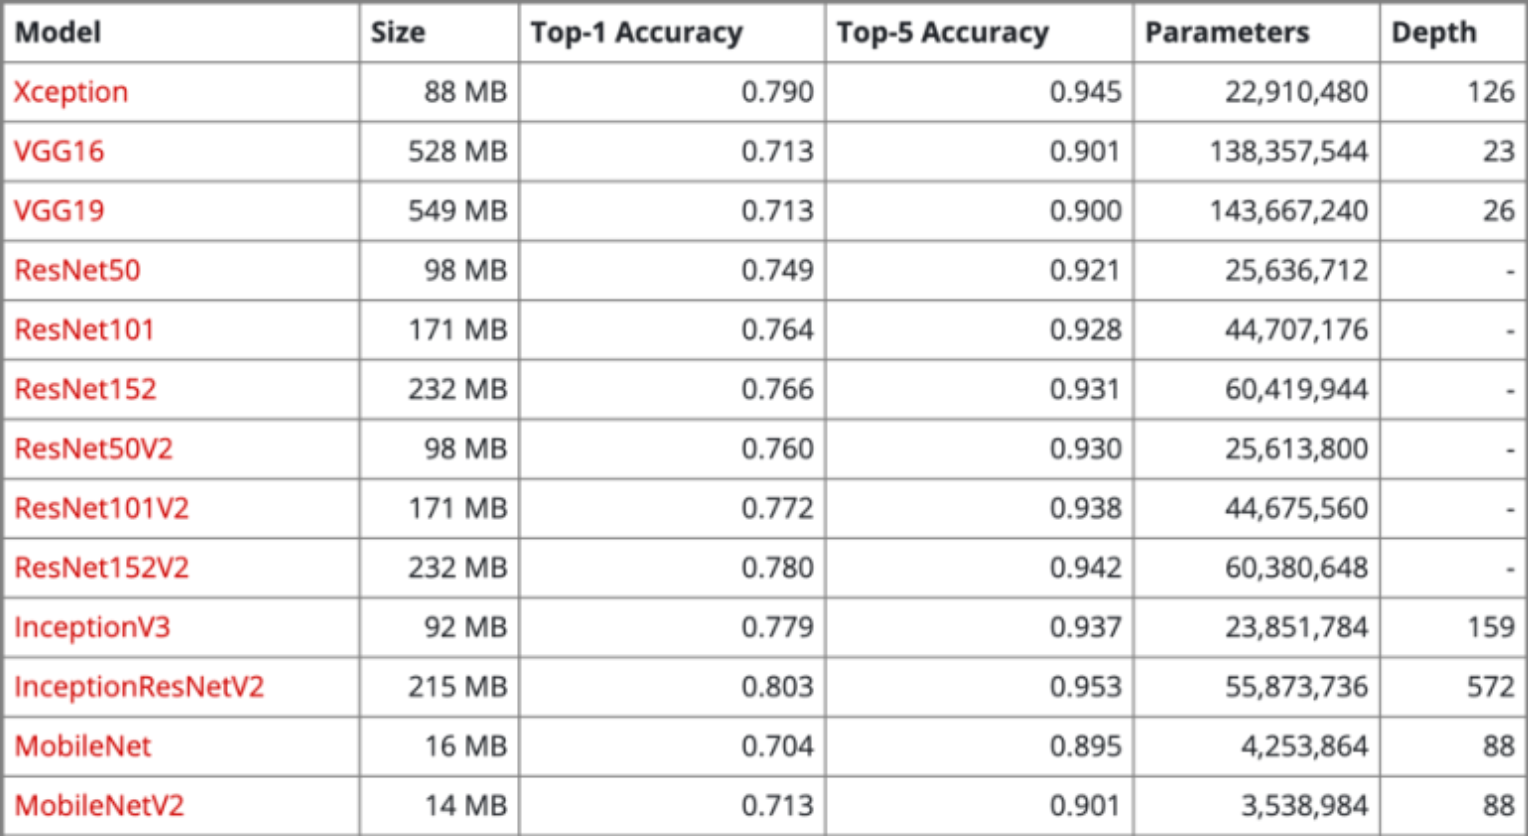 Model Size Top-1 Accuracy Top-5 Accuracy Parameters Depth
Xception 88 MB 0.790 0.945 22,910,480 126
VGG16 528 MB 0.713 0.901 138,357,544 23
VGG19 549 MB 0.713 0.900 143,667,240 26
ResNet50 98 MB 0.749 0.921 25,636,712 -
ResNet101 171 MB 0.764 0.928 44,707,176 -
ResNet152 232 MB 0.766 0.931 60,419,944 -
ResNet50V2 98 MB 0.760 0.930 25,613,800 -
ResNet101V2 171 MB 0.772 0.938 44,675,560 -
ResNet152V2 232 MB 0.780 0.942 60,380,648 -
InceptionV3 92 MB 0.779 0.937 23,851,784 159
InceptionResNetV2 215 MB 0.803 0.953 55,873,736 572
MobileNet 16 MB 0.704 0.895 4,253,864 88
MobileNetV2 14 MB 0.713 0.901 3,538,984 88